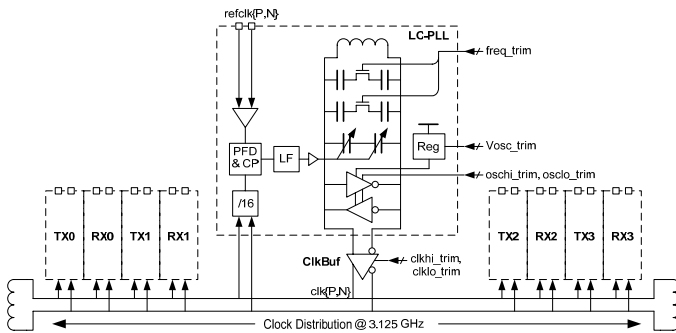 refclk{P,N}
LC-PLL
freq_trim
PFD
& CP
LF
Reg
Vosc_trim
/16
oschi_trim, osclo_trim
TX0
RX0
TX1
RX1
TX2
RX2
TX3
RX3
ClkBuf
clkhi_trim,
clklo_trim
clk{P,N}
Clock Distribution @ 3.125 GHz